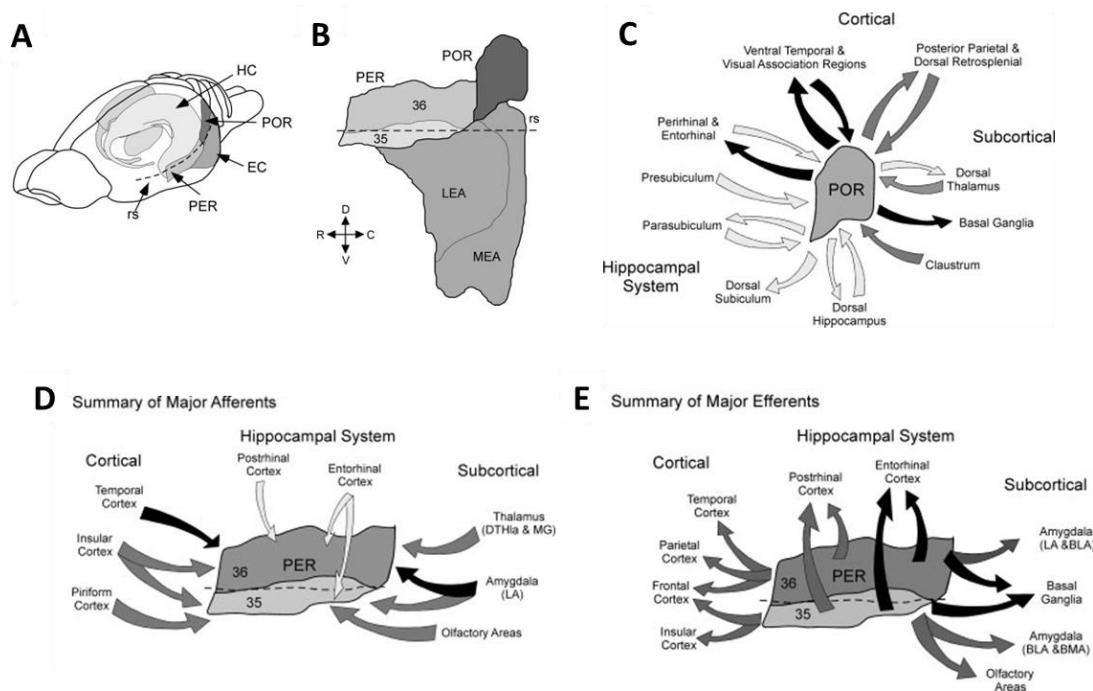 A
HC
POR
EC
PER
rs
B
PER
POR
36
35
rs
LEA
MEA
D
R
C
V
C
Cortical
Ventral Temporal &
Visual Association Regions
Posterior Parietal &
Dorsal Retrosplenial
Perirhinal &
Entorhinal
Subcortical
Presubiculum
POR
Dorsal
Thalamus
Parasubiculum
Basal Ganglia
Hippocampal
System
Claustrum
Dorsal
Subiculum
Dorsal
Hippocampus
D
Summary of Major Afferents
Hippocampal System
Cortical
Postrhinal
Cortex
Entorhinal
Cortex
Subcortical
Temporal
Cortex
Thalamus
(DTHla & MG)
Insular
Cortex
36
PER
Amygdala
(LA)
Piriform
Cortex
35
Olfactory Areas
E
Summary of Major Efferents
Hippocampal System
Cortical
Postrhinal
Cortex
Entorhinal
Cortex
Subcortical
Temporal
Cortex
Amygdala
(LA &BLA)
Parietal
Cortex
36
PER
Frontal
Cortex
Basal
Ganglia
35
Insular
Cortex
Amygdala
(BLA &BMA)
Olfactory
Areas